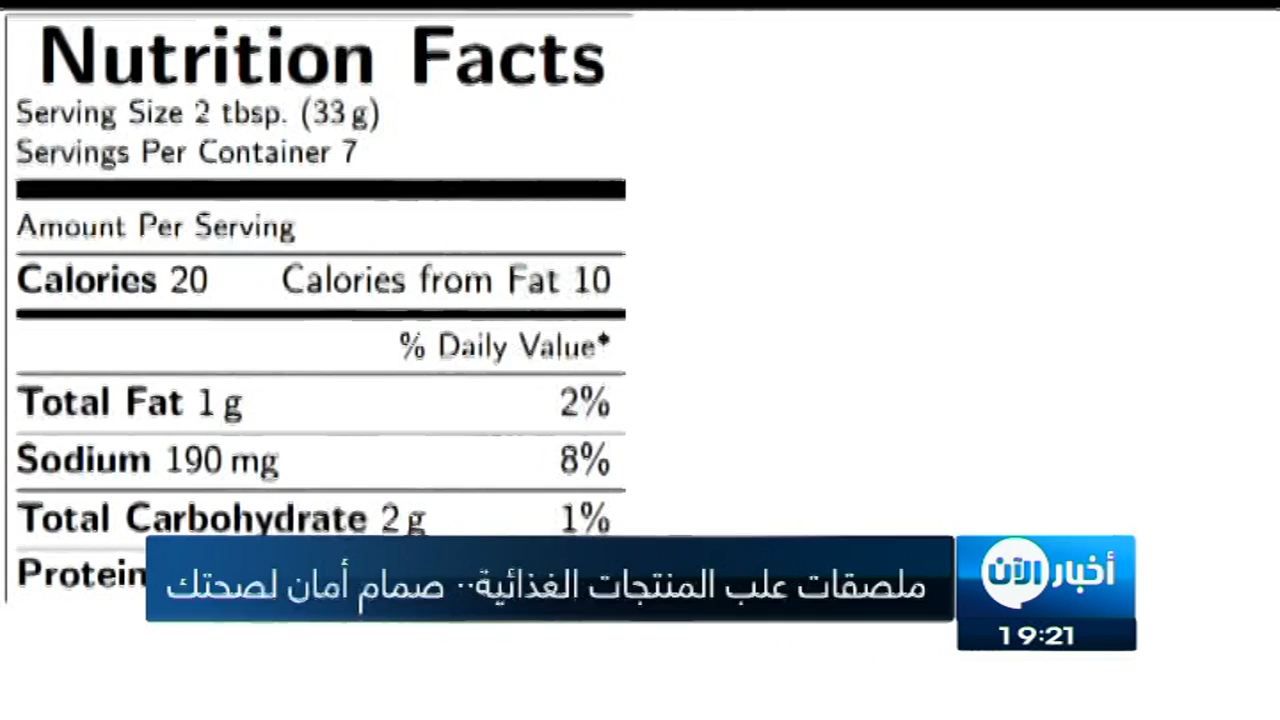 Nutrition Facts
Serving Size 2 tbsp. (33 g)
Servings Per Container 7
Amount Per Serving
Calories 20 Calories from Fat 10
% Daily Value*
Total Fat 1 g 2%
Sodium 190 mg 8%
Total Carbohydrate 2 g 1%
Protein
ملصقات علب المنتجات الغذائية.. صمام أمان لصحتك
أخبار الآن
19:21